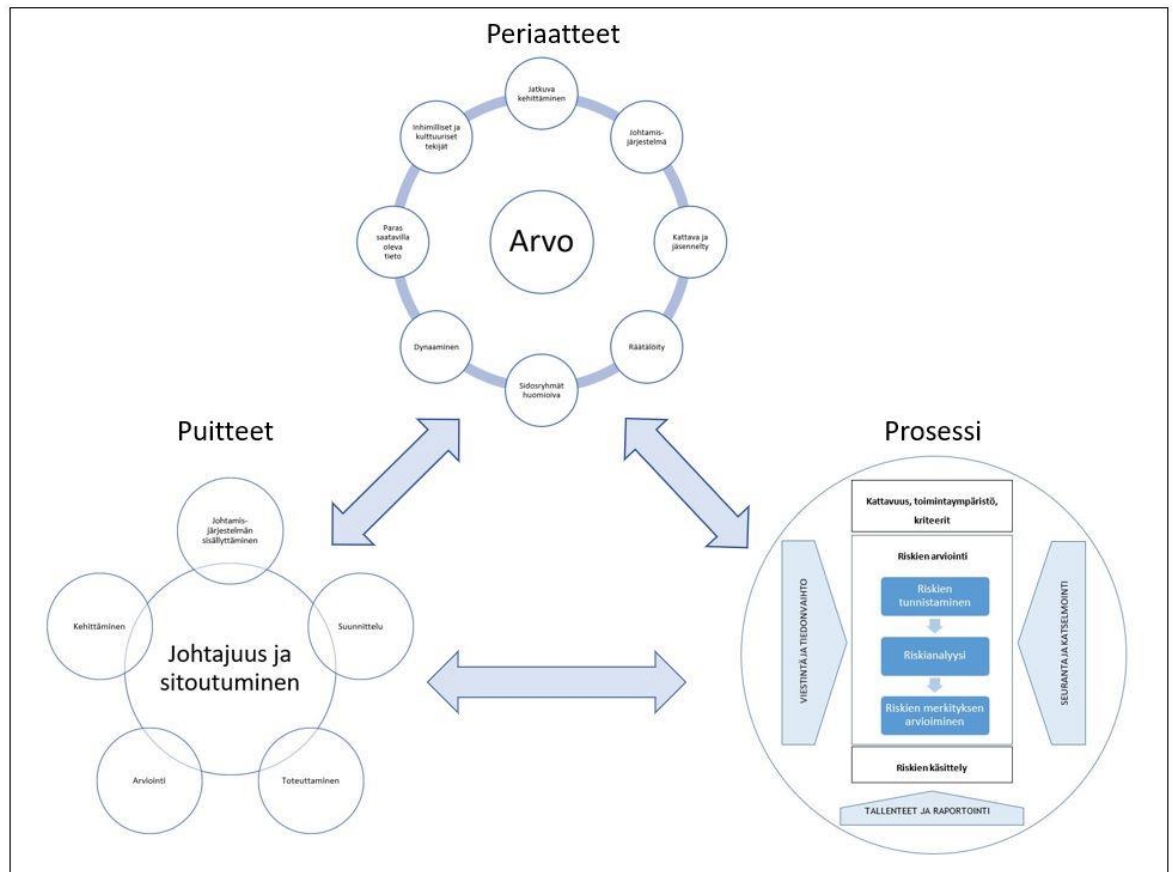 Periaatteet
Jatkuva
kehittäminen
Johtamis-
järjestelmä
Kattava ja
jäsennelty
Räätälöity
Sidosryhmät
huomioiva
Dynaaminen
Paras
saatavilla
oleva
tieto
Inhimilliset ja
kulttuuriset
tekijät
Arvo
Puitteet
Johtamis-
järjestelmän
sisällyttäminen
Suunnittelu
Toteuttaminen
Arviointi
Kehittäminen
Johtajuus ja
sitoutuminen
Prosessi
Kattavuus, toimintaympäristö,
kriteerit
Riskien arviointi
Riskien
tunnistaminen
Riskianalyysi
Riskien merkityksen
arvioiminen
Riskien käsittely
VIESTINTÄ JA TIEDONVAIHTO
SEURANTA JA KATSELMOINTI
TALLENTEET JA RAPORTOINTI